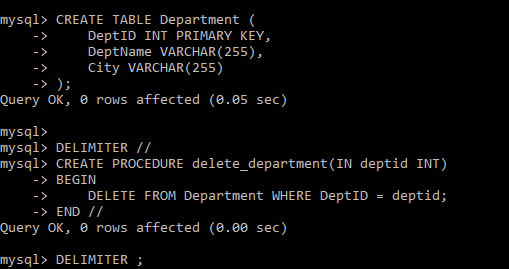 mysql> CREATE TABLE Department (
    ->     DeptID INT PRIMARY KEY,
    ->     DeptName VARCHAR(255),
    ->     City VARCHAR(255)
    -> );
Query OK, 0 rows affected (0.05 sec)

mysql>
mysql> DELIMITER //
mysql> CREATE PROCEDURE delete_department(IN deptid INT)
    -> BEGIN
    ->     DELETE FROM Department WHERE DeptID = deptid;
    -> END //
Query OK, 0 rows affected (0.00 sec)

mysql> DELIMITER ;